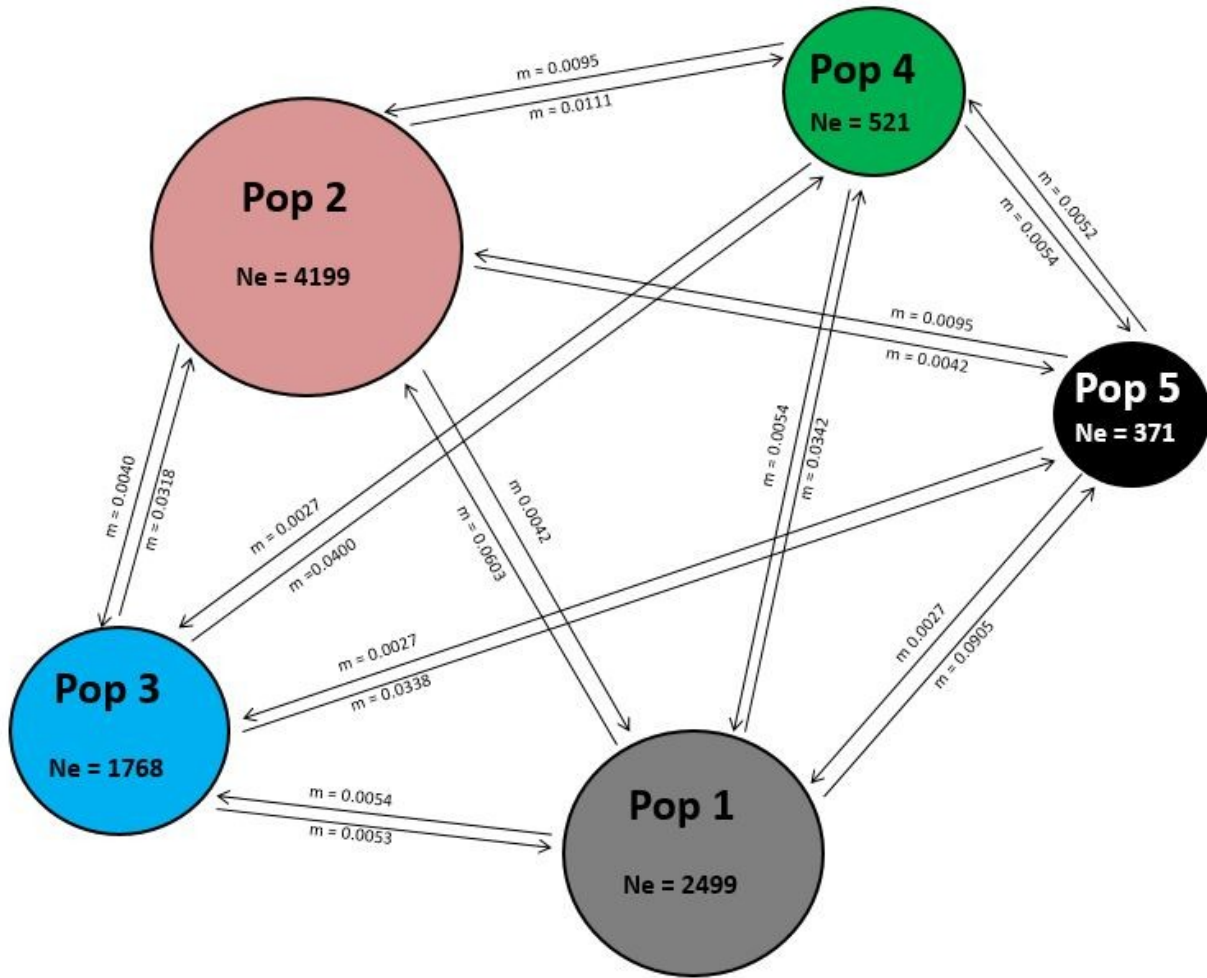 Pop 4
Ne = 521
m = 0.0095
m = 0.0111
Pop 2
Ne = 4199
m = 0.0052
m = 0.0054
m = 0.0095
m = 0.0042
Pop 5
Ne = 371
m = 0.0040
m = 0.0318
m = 0.0027
m =0.0400
m 0.0042
m = 0.0603
m = 0.0054
m = 0.0342
m = 0.0027
m = 0.0338
m 0.0027
m = 0.0905
Pop 3
Ne = 1768
m = 0.0054
m = 0.0053
Pop 1
Ne = 2499